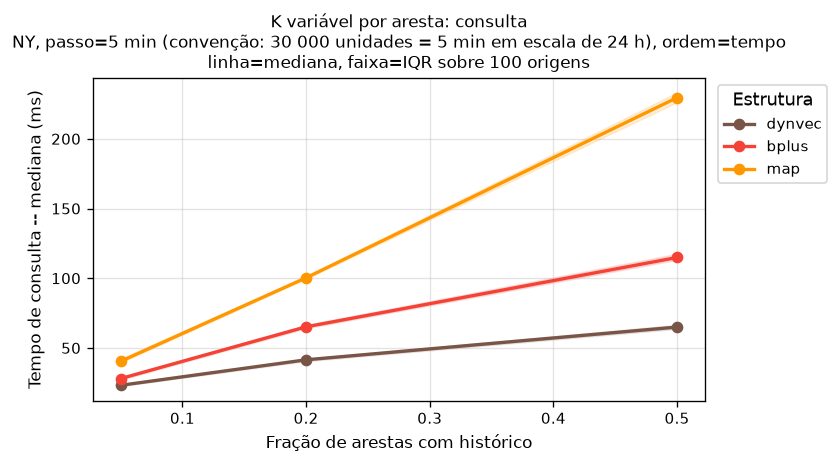 K variável por aresta: consulta
NY, passo=5 min (convenção: 30 000 unidades = 5 min em escala de 24 h), ordem=tempo
linha=mediana, faixa=IQR sobre 100 origens
Tempo de consulta -- mediana (ms)
200
150
100
50
0.1
0.2
0.3
0.4
0.5
Fração de arestas com histórico
Estrutura
dynvec
bplus
map